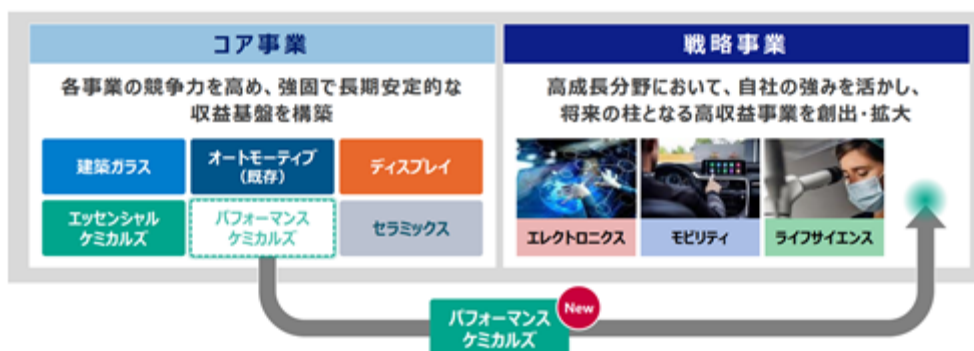 コア事業
各事業の競争力を高め、強固で長期安定的な
収益基盤を構築
建築ガラス
オートモーティブ
(既存)
ディスプレイ
エッセンシャル
ケミカルズ
パフォーマンス
ケミカルズ
セラミックス
戦略事業
高成長分野において、自社の強みを活かし、
将来の柱となる高収益事業を創出・拡大
エレクトロニクス
モビリティ
ライフサイエンス
パフォーマンス
ケミカルズ
New